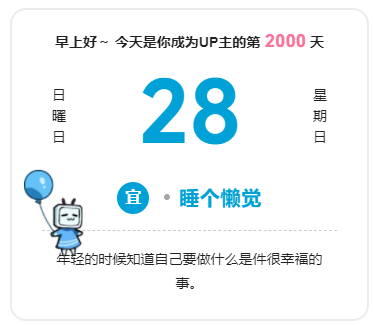 早上好～ 今天是你成为UP主的第 2000 天
日曜日
28
星期日
宜 • 睡个懒觉
年轻的时候知道自己要做什么是件很幸福的
事。